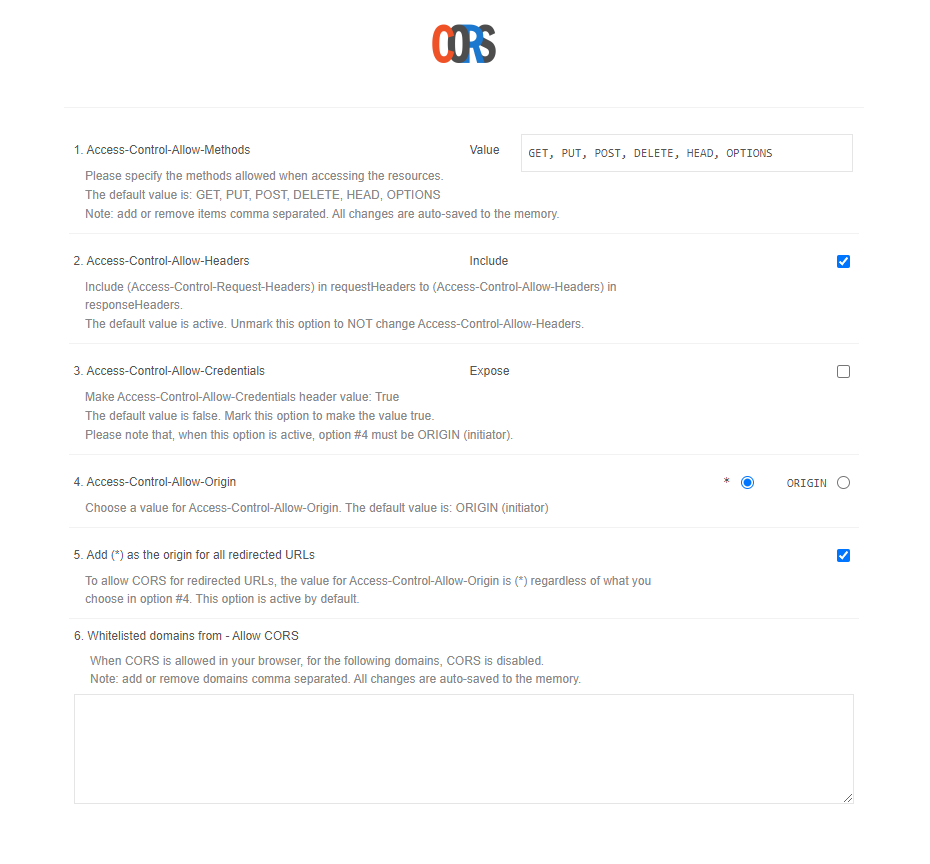 CORS
1. Access-Control-Allow-Methods Value GET, PUT, POST, DELETE, HEAD, OPTIONS
Please specify the methods allowed when accessing the resources.
The default value is: GET, PUT, POST, DELETE, HEAD, OPTIONS
Note: add or remove items comma separated. All changes are auto-saved to the memory.
2. Access-Control-Allow-Headers Include
Include (Access-Control-Request-Headers) in requestHeaders to (Access-Control-Allow-Headers) in
responseHeaders.
The default value is active. Unmark this option to NOT change Access-Control-Allow-Headers.
3. Access-Control-Allow-Credentials Expose
Make Access-Control-Allow-Credentials header value: True
The default value is false. Mark this option to make the value true.
Please note that, when this option is active, option #4 must be ORIGIN (initiator).
4. Access-Control-Allow-Origin * ORIGIN
Choose a value for Access-Control-Allow-Origin. The default value is: ORIGIN (initiator)
5. Add (*) as the origin for all redirected URLs
To allow CORS for redirected URLs, the value for Access-Control-Allow-Origin is (*) regardless of what you
choose in option #4. This option is active by default.
6. Whitelisted domains from - Allow CORS
When CORS is allowed in your browser, for the following domains, CORS is disabled.
Note: add or remove domains comma separated. All changes are auto-saved to the memory.